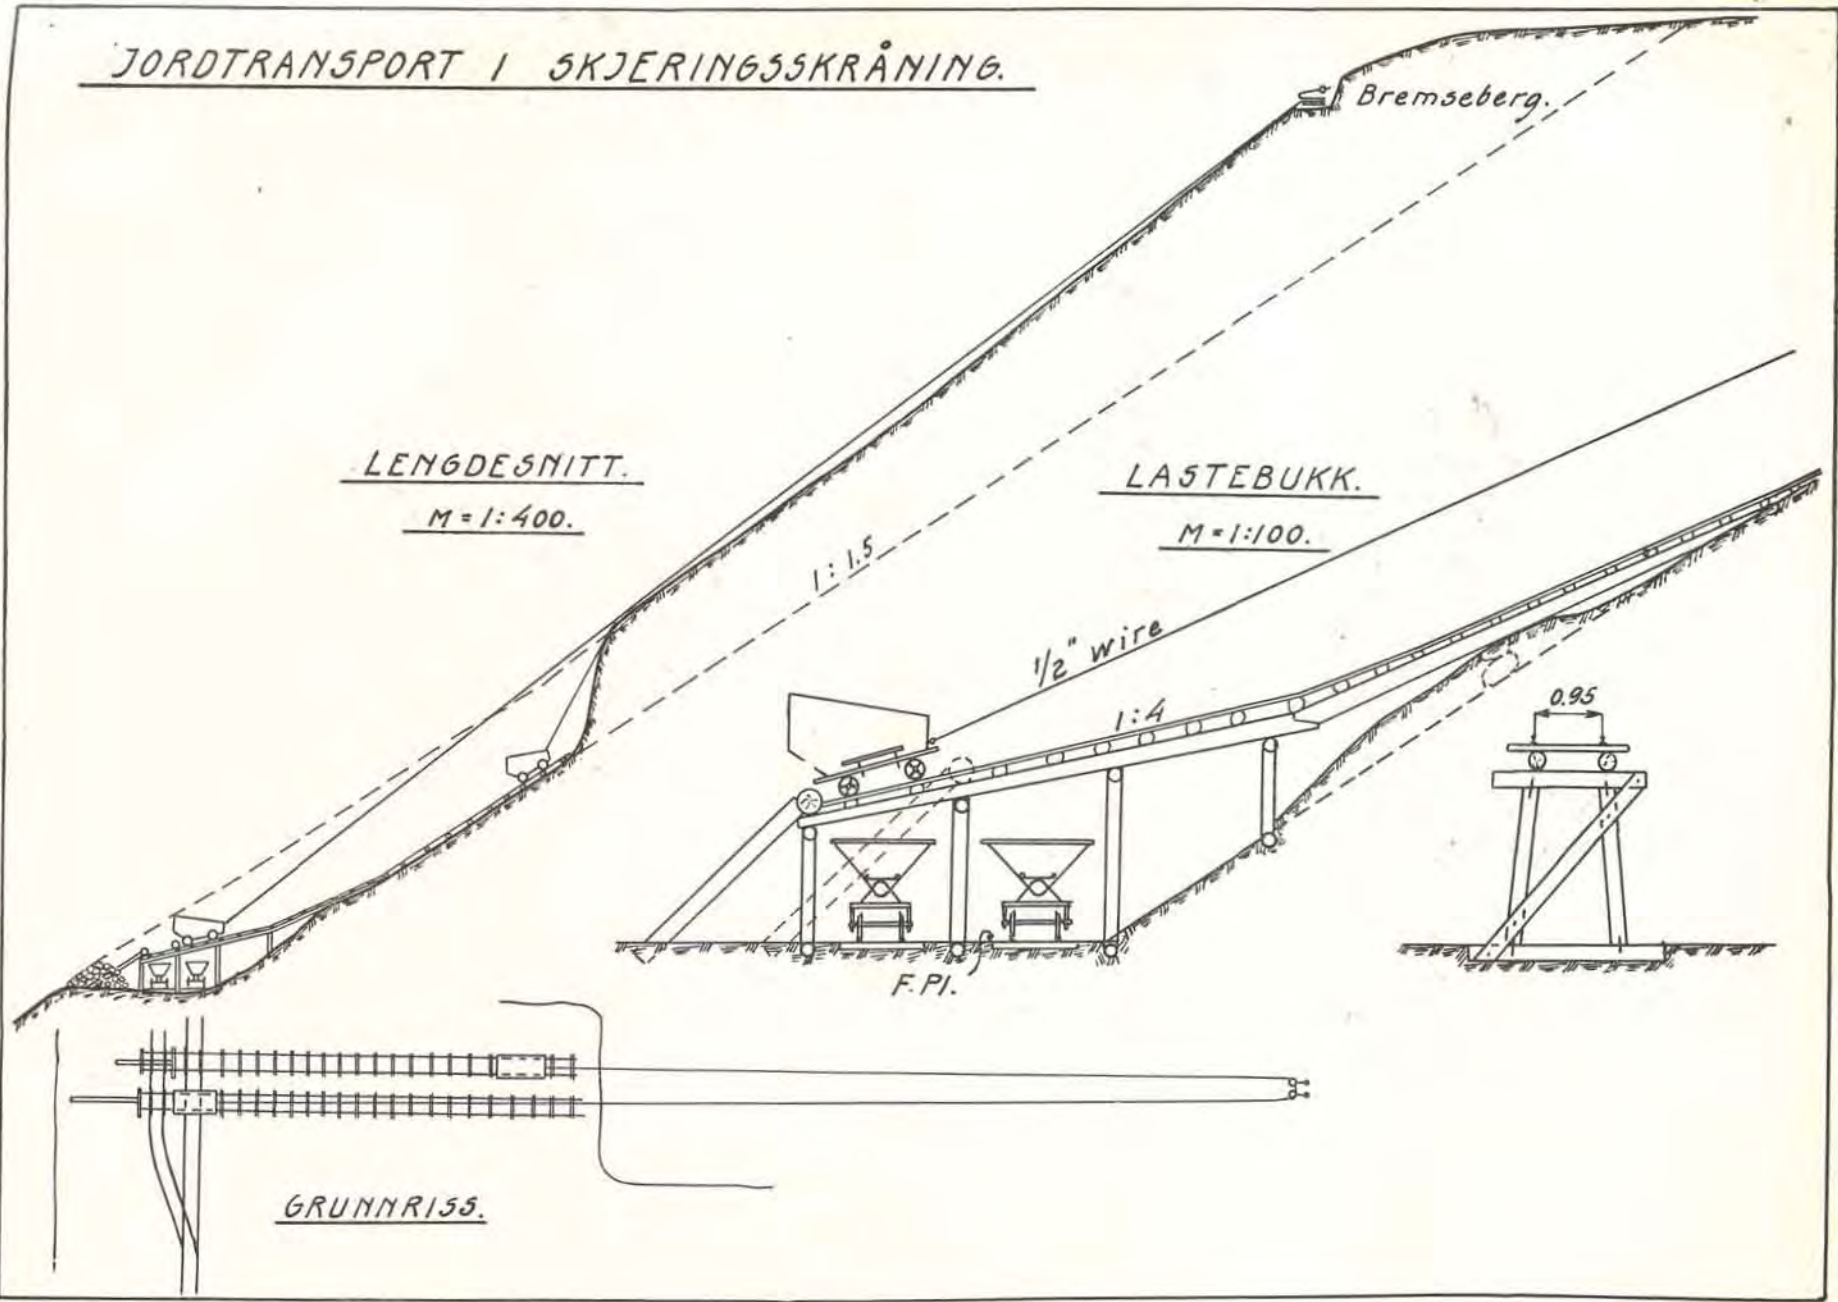 JORDTRANSPORT I SKJERINGSSKRÅNING.
Bremseberg.
LENGDESNITT.
M = 1:400.
1:1.5
LASTEBUKK.
M = 1:100.
1/2" wire
1:4
0.95
F. Pl.
GRUNNRISS.